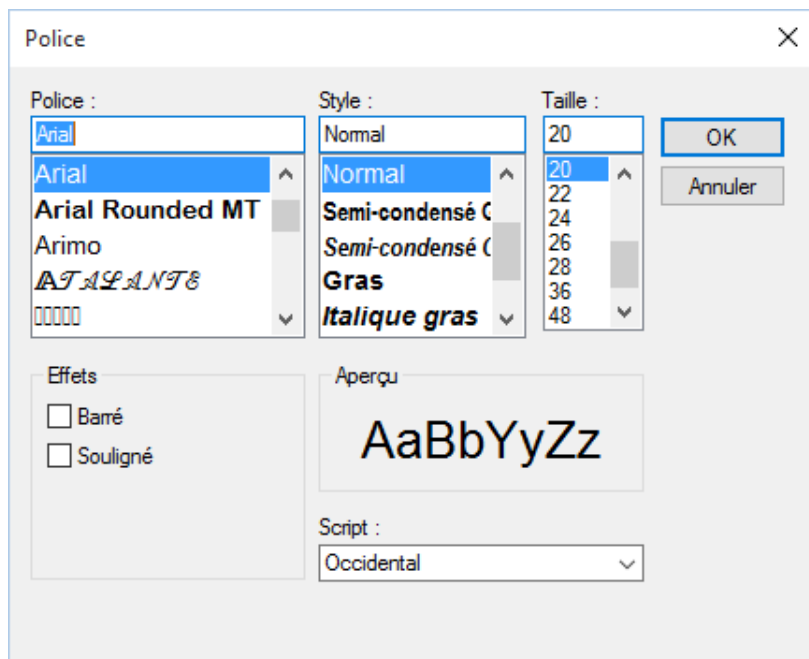 Police
Police :
Style :
Taille :
Arial
Normal
20
OK
Annuler
Arial
Arial Rounded MT
Arimo
ATALANTE
Normal
Semi-condensé G
Semi-condensé (
Gras
Italique gras
20
22
24
26
28
36
48
Effets
Barré
Souligné
Aperçu
AaBbYyZz
Script :
Occidental